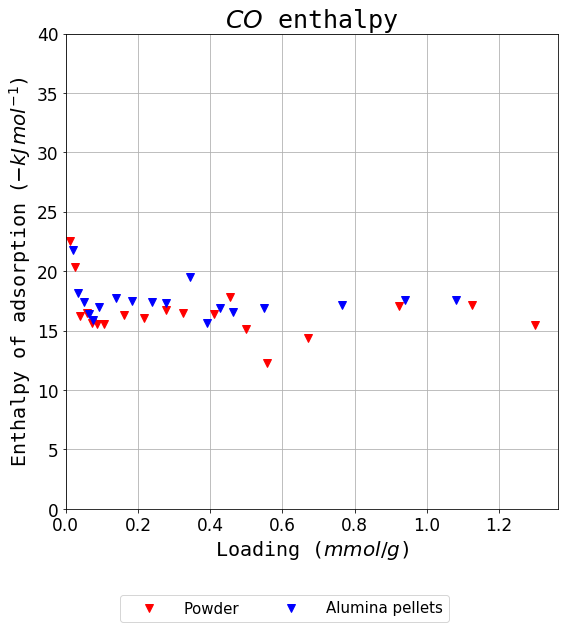 CO enthalpy
40
35
30
25
20
15
10
5
0
Enthalpy of adsorption (−kJ mol⁻¹)
0.0 0.2 0.4 0.6 0.8 1.0 1.2
Loading (mmol/g)
Powder Alumina pellets